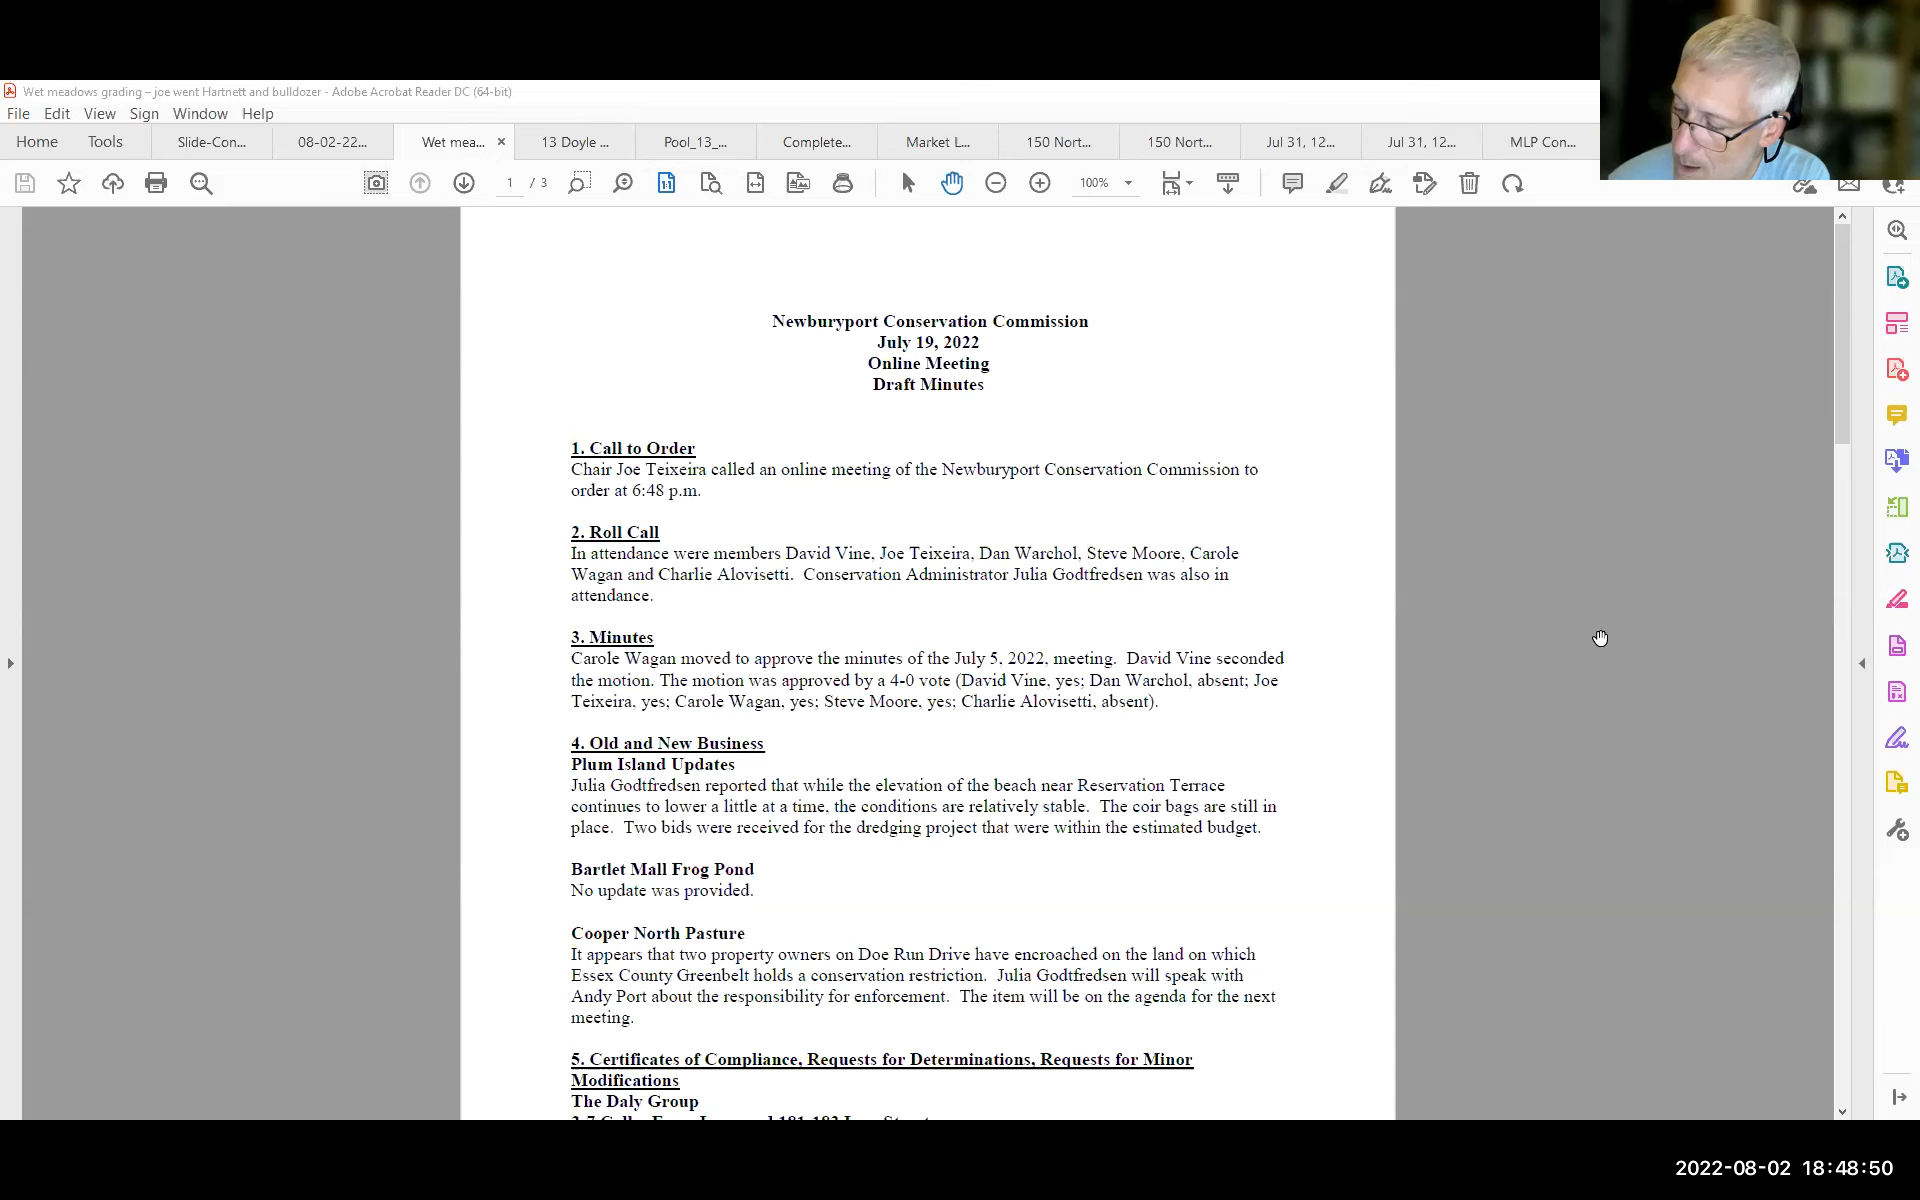 Wet meadows grading – joe went Hartnett and bulldozer - Adobe Acrobat Reader DC (64-bit)
File Edit View Sign Window Help
Home Tools Slide-Con... 08-02-22... Wet mea... × 13 Doyle ... Pool_13_... Complete... Market L... 150 Nort... 150 Nort... Jul 31, 12... Jul 31, 12... MLP Con...
1 / 3 100%
Newburyport Conservation Commission
July 19, 2022
Online Meeting
Draft Minutes
1. Call to Order
Chair Joe Teixeira called an online meeting of the Newburyport Conservation Commission to
order at 6:48 p.m.
2. Roll Call
In attendance were members David Vine, Joe Teixeira, Dan Warchol, Steve Moore, Carole
Wagan and Charlie Alovisetti. Conservation Administrator Julia Godtfredsen was also in
attendance.
3. Minutes
Carole Wagan moved to approve the minutes of the July 5, 2022, meeting. David Vine seconded
the motion. The motion was approved by a 4-0 vote (David Vine, yes; Dan Warchol, absent; Joe
Teixeira, yes; Carole Wagan, yes; Steve Moore, yes; Charlie Alovisetti, absent).
4. Old and New Business
Plum Island Updates
Julia Godtfredsen reported that while the elevation of the beach near Reservation Terrace
continues to lower a little at a time, the conditions are relatively stable. The coir bags are still in
place. Two bids were received for the dredging project that were within the estimated budget.
Bartlet Mall Frog Pond
No update was provided.
Cooper North Pasture
It appears that two property owners on Doe Run Drive have encroached on the land on which
Essex County Greenbelt holds a conservation restriction. Julia Godtfredsen will speak with
Andy Port about the responsibility for enforcement. The item will be on the agenda for the next
meeting.
5. Certificates of Compliance, Requests for Determinations, Requests for Minor
Modifications
The Daly Group
2022-08-02 18:48:50